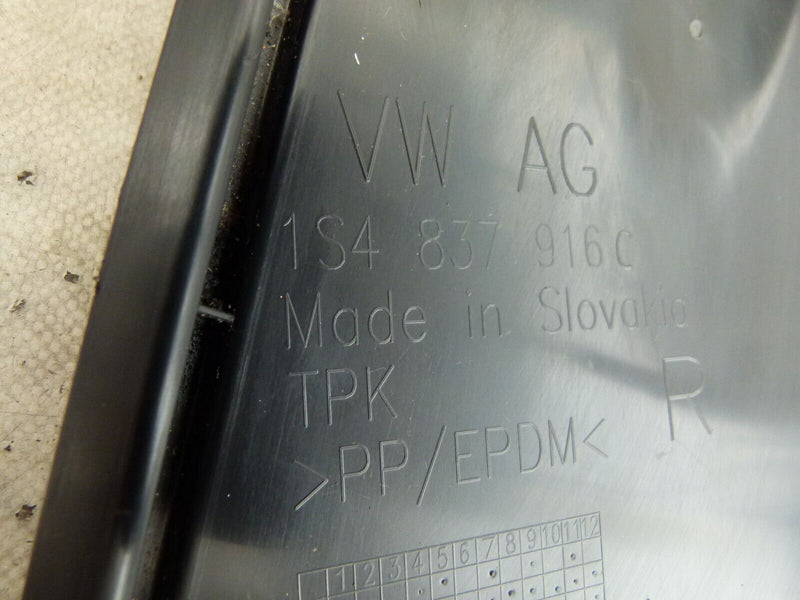 VW AG
1S4 837 916 C
Made in Slovakia
TPK
R
>PP/EPDM<
1 2 3 4 5 6 7 8 9 10 11 12